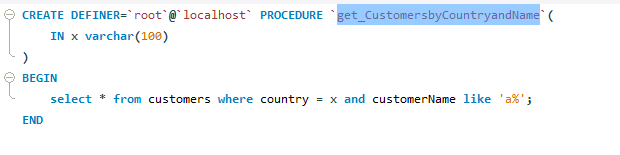 CREATE DEFINER=`root`@`localhost` PROCEDURE `get_CustomersbyCountryandName`(
IN x varchar(100)
)
BEGIN
select * from customers where country = x and customerName like 'a%';
END